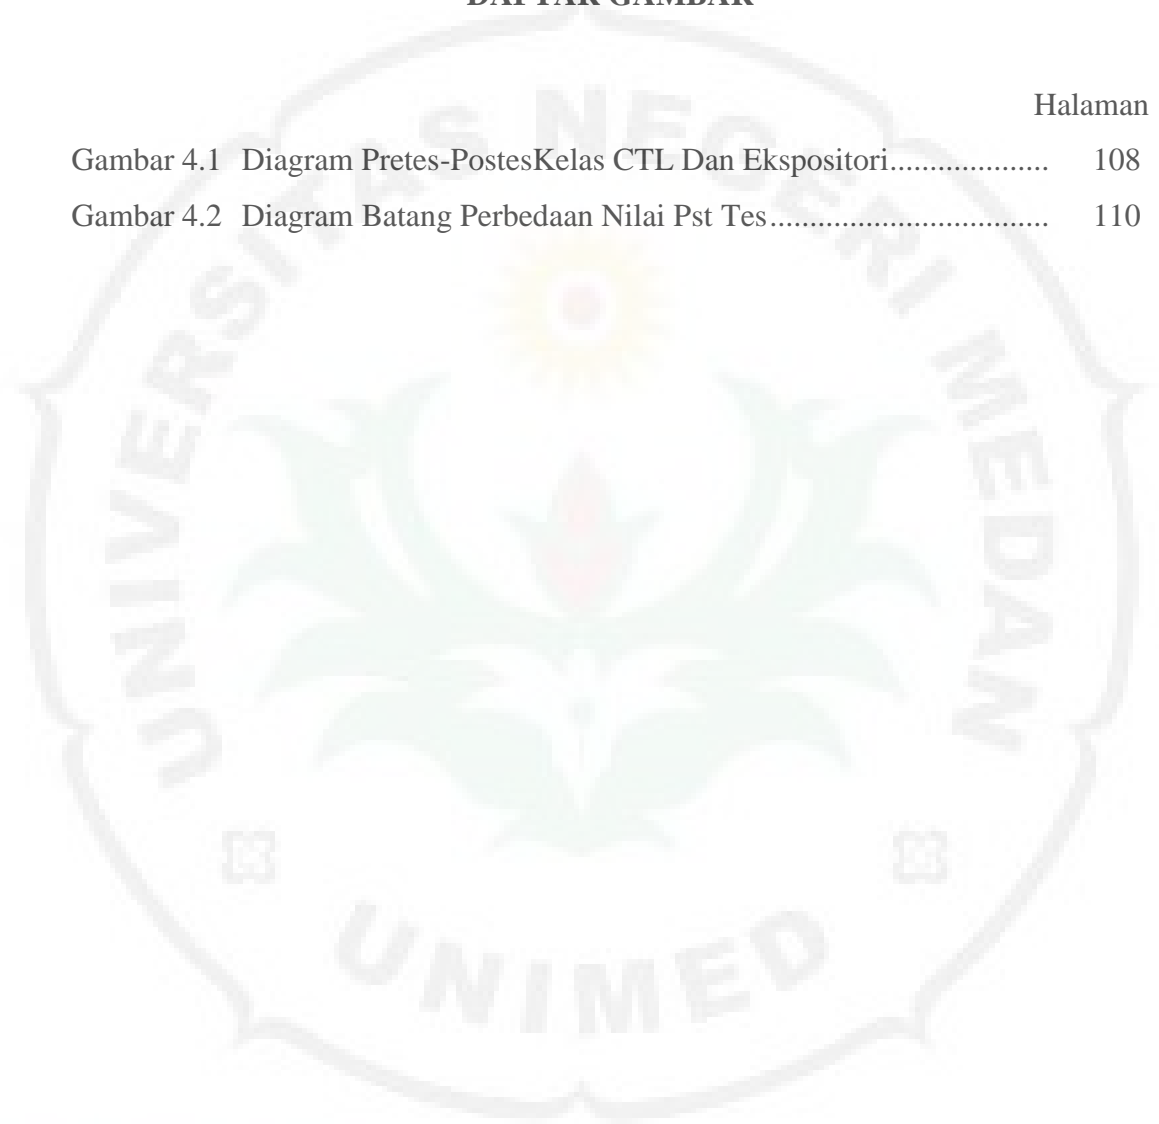 DAFTAR GAMBAR
Halaman
Gambar 4.1 Diagram Pretes-PostesKelas CTL Dan Ekspositori.................... 108
Gambar 4.2 Diagram Batang Perbedaan Nilai Pst Tes................................... 110
UNIVERSITAS NEGERI MEDAN
UNIMED